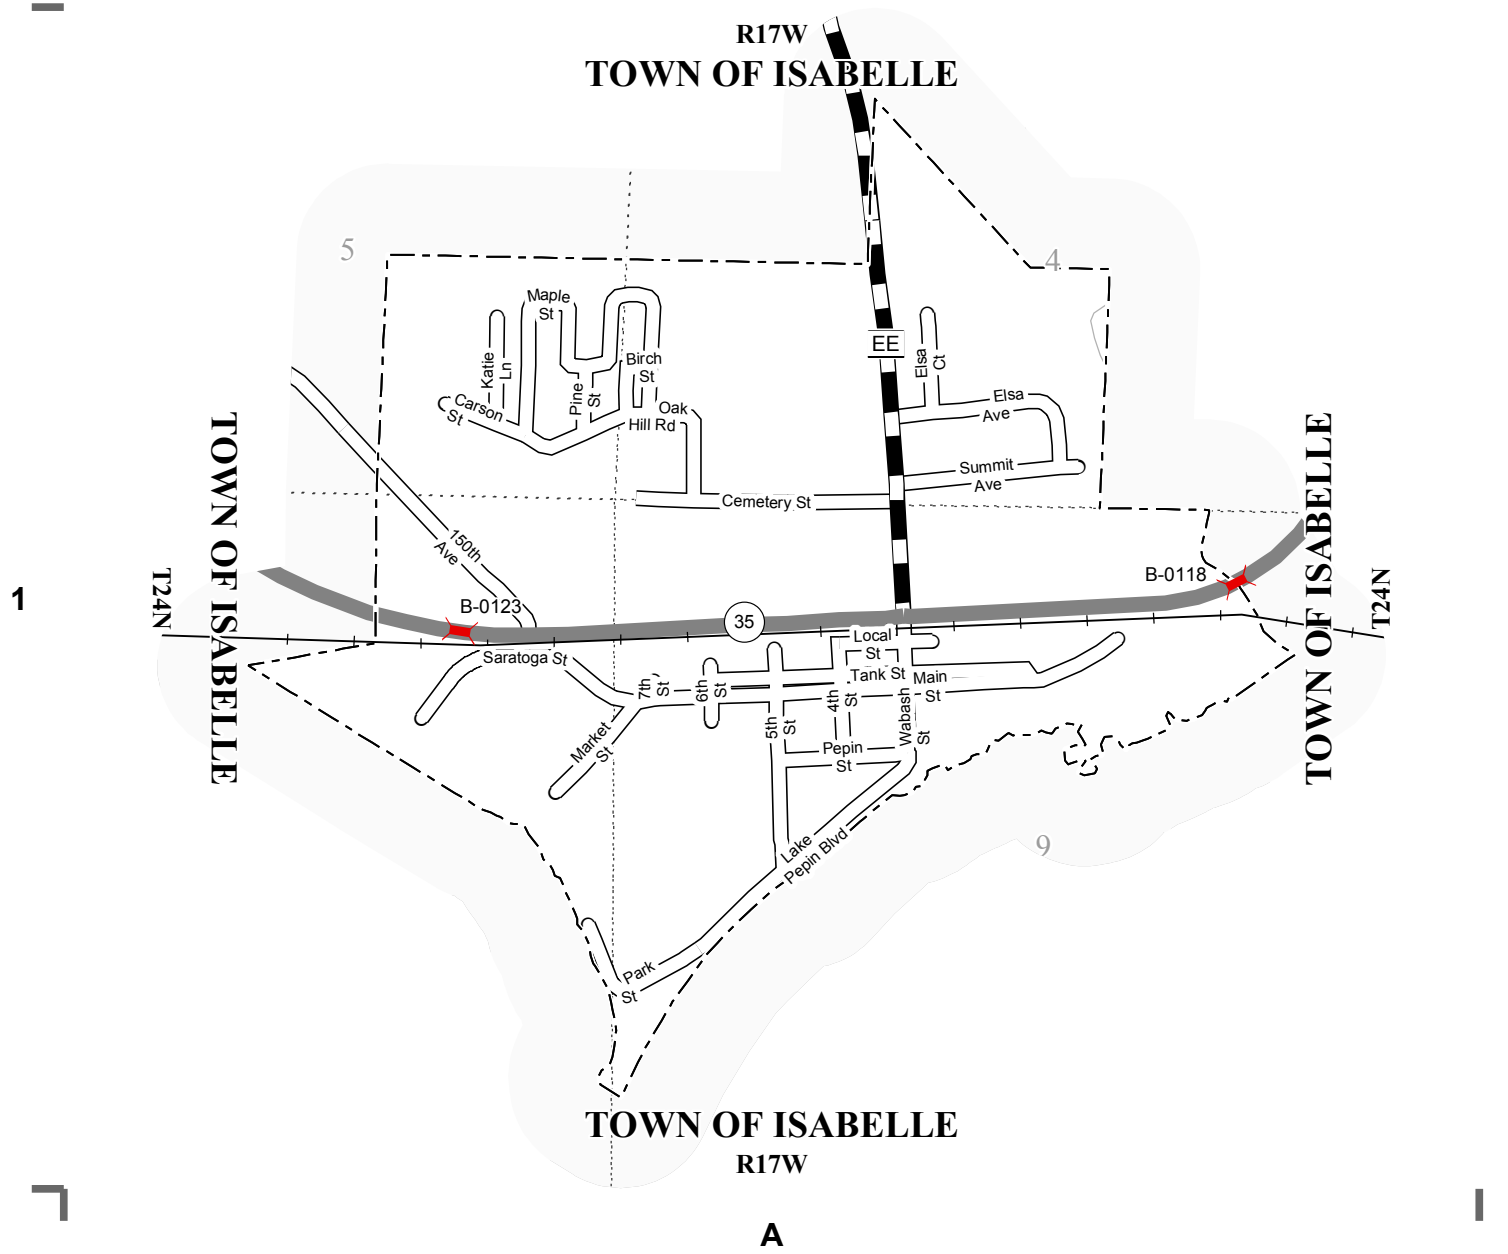 R17W
TOWN OF ISABELLE
5
4
Maple
St
EE
Katie
Ln
Birch
St
Elsa
Ct
Pine
St
Carson
St
Oak
Hill Rd
Elsa
Ave
Summit
Ave
Cemetery St
TOWN OF ISABELLE
TOWN OF ISABELLE
150th
Ave
B-0118
T24N
T24N
1
B-0123
35
Local
St
Saratoga St
Tank St
Main
St
7th
St
6th
St
4th
St
5th
St
Wabash
St
Market
St
Pepin
St
Lake
Pepin Blvd
9
Park
St
TOWN OF ISABELLE
R17W
A